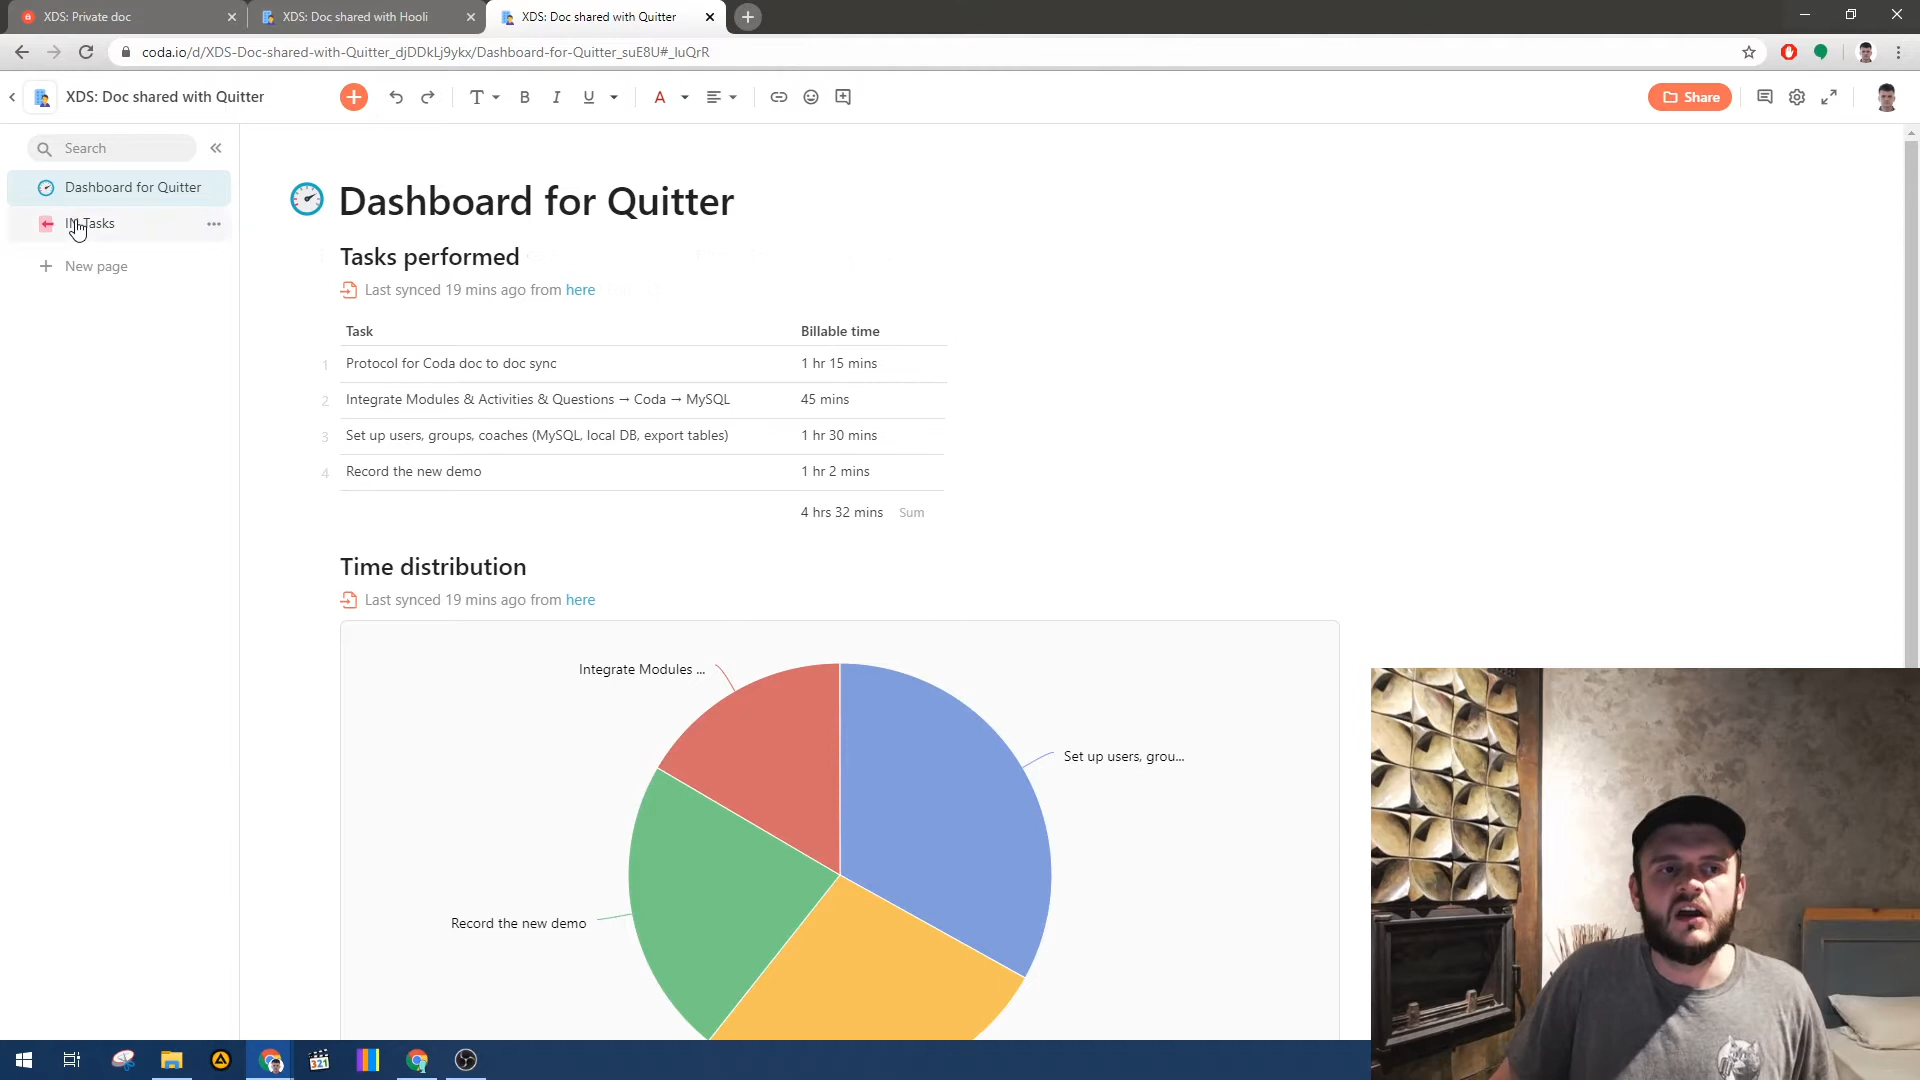 XDS: Private doc
XDS: Doc shared with Hooli
XDS: Doc shared with Quitter
coda.io/d/XDS-Doc-shared-with-Quitter_djDDkLj9ykx/Dashboard-for-Quitter_suE8U#_luQrR
XDS: Doc shared with Quitter
T
B
I
U
A
Share
Search
Dashboard for Quitter
Tasks
New page
Dashboard for Quitter
Tasks performed
Last synced 19 mins ago from here
Task Billable time
1 Protocol for Coda doc to doc sync 1 hr 15 mins
2 Integrate Modules & Activities & Questions → Coda → MySQL 45 mins
3 Set up users, groups, coaches (MySQL, local DB, export tables) 1 hr 30 mins
4 Record the new demo 1 hr 2 mins
4 hrs 32 mins Sum
Time distribution
Last synced 19 mins ago from here
Integrate Modules ...
Set up users, grou...
Record the new demo
321